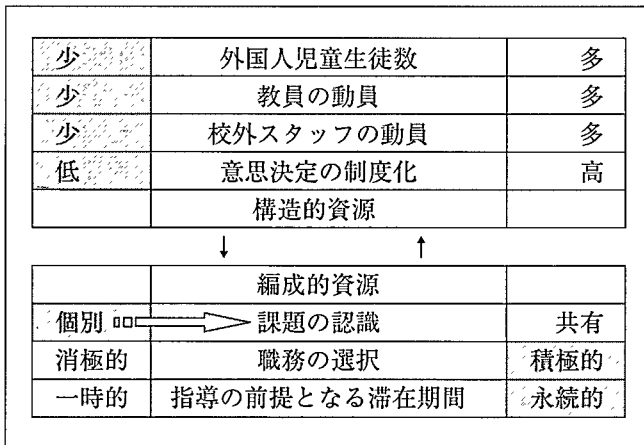 少 外国人児童生徒数 多
少 教員の動員 多
少 校外スタッフの動員 多
低 意思決定の制度化 高
構造的資源
↓ ↑
編成的資源
個別 課題の認識 共有
消極的 職務の選択 積極的
一時的 指導の前提となる滞在期間 永続的